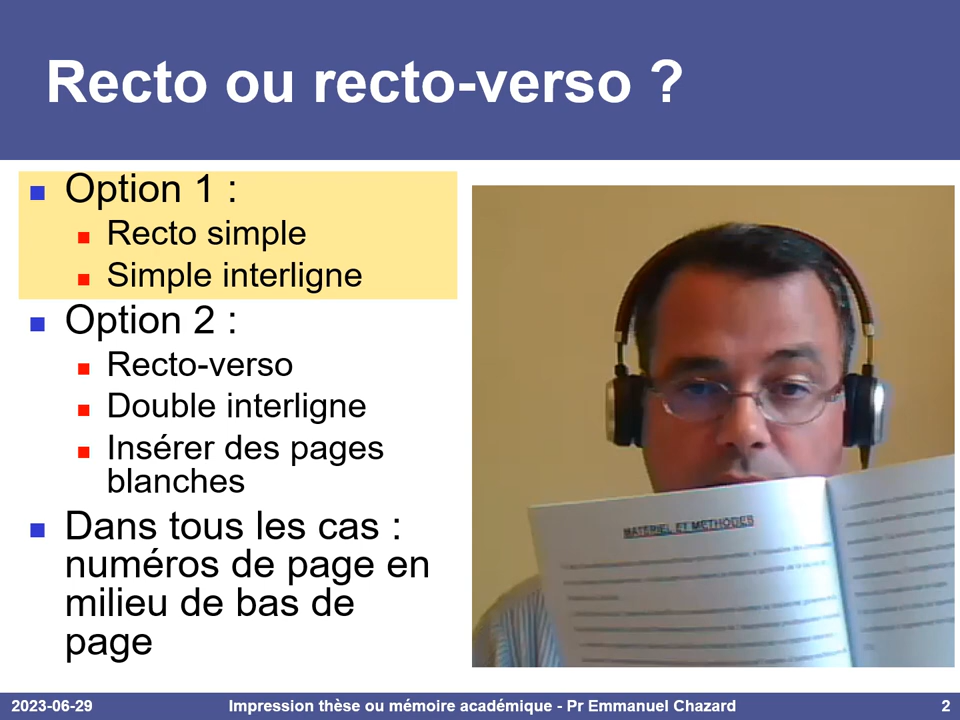 Recto ou recto-verso ?
Option 1 :
Recto simple
Simple interligne
Option 2 :
Recto-verso
Double interligne
Insérer des pages
blanches
Dans tous les cas :
numéros de page en
milieu de bas de
page
MATERIEL ET METHODES
2023-06-29
Impression thèse ou mémoire académique - Pr Emmanuel Chazard
2